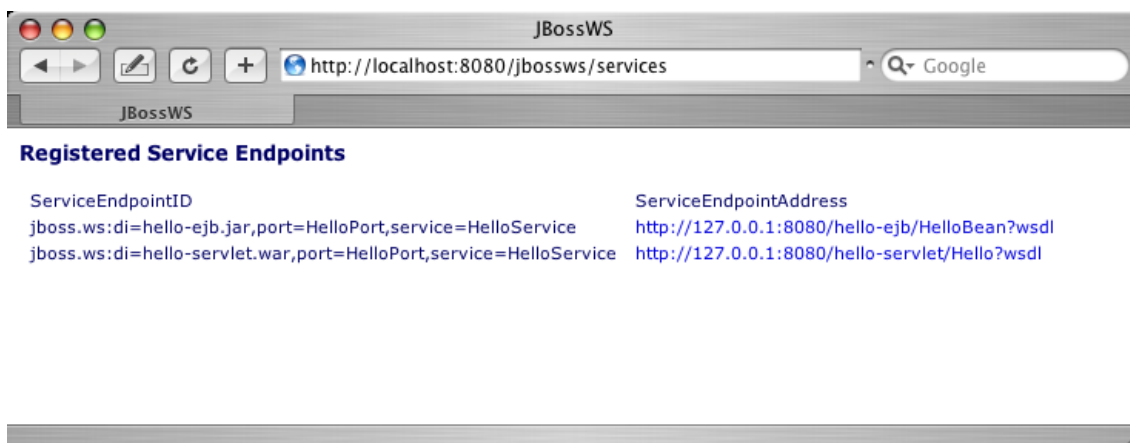 JBossWS
http://localhost:8080/jbossws/services
Google
JBossWS
Registered Service Endpoints
ServiceEndpointID ServiceEndpointAddress
jboss.ws:di=hello-ejb.jar,port=HelloPort,service=HelloService http://127.0.0.1:8080/hello-ejb/HelloBean?wsdl
jboss.ws:di=hello-servlet.war,port=HelloPort,service=HelloService http://127.0.0.1:8080/hello-servlet/Hello?wsdl